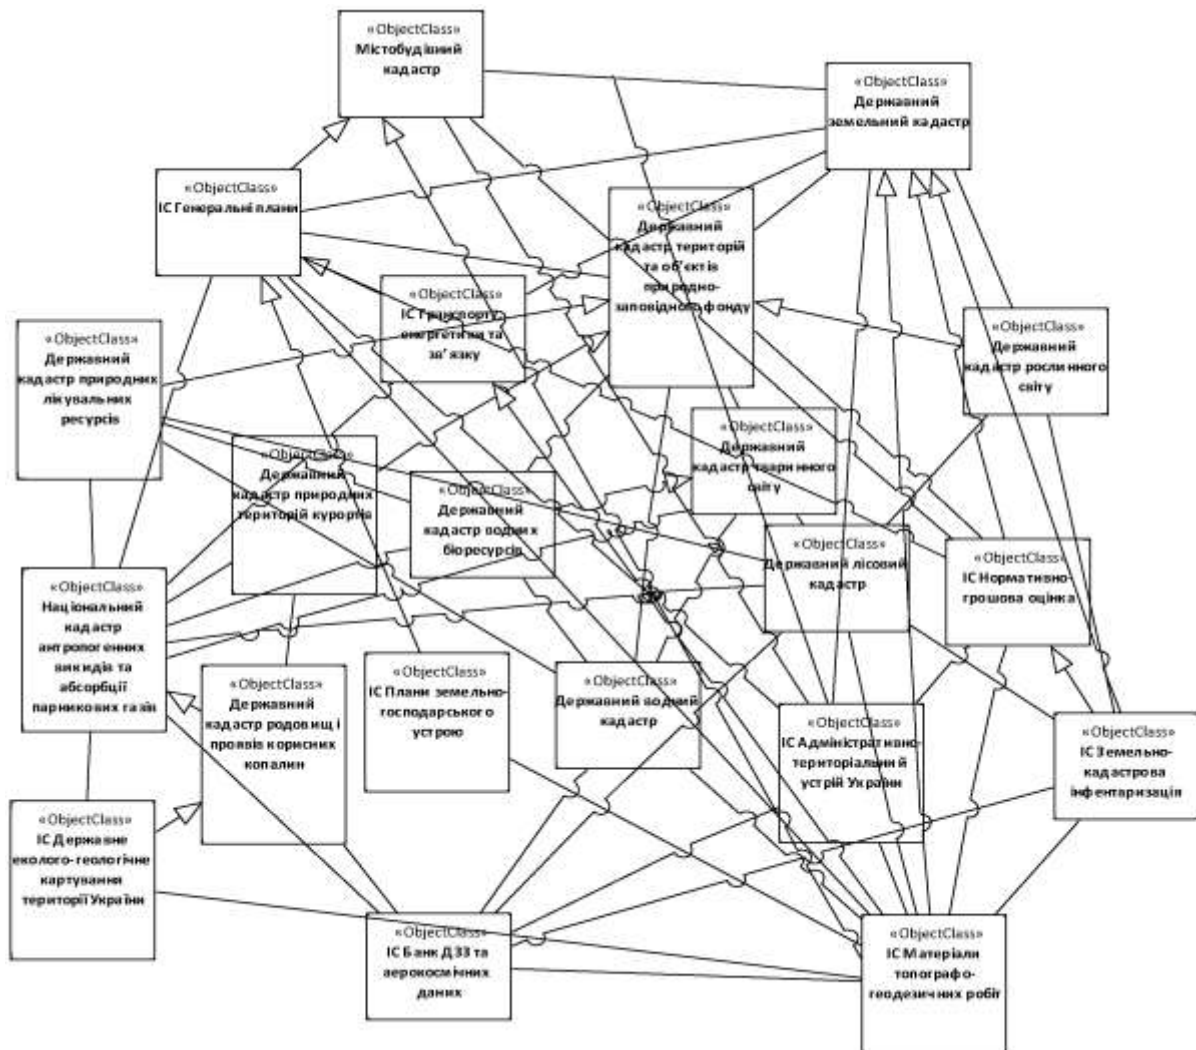 «ObjectClass»
Містобудівний
кадастр
«ObjectClass»
Державний
земельний кадастр
«ObjectClass»
ІС Генеральні плани
«ObjectClass»
Державний
кадастр територій
та об'єктів
природно-
заповідного фонду
«ObjectClass»
ІС Транспорту,
енергетики та
зв'язку
«ObjectClass»
Державний
кадастр рослинного
світу
«ObjectClass»
Державний
кадастр природних
лікувальних
ресурсів
«ObjectClass»
Державний
кадастр тваринного
світу
«ObjectClass»
Державний
кадастр природних
територій курортів
«ObjectClass»
Державний
кадастр водних
біоресурсів
«ObjectClass»
Державний лісовий
кадастр
«ObjectClass»
ІС Нормативно-
грошова оцінка
«ObjectClass»
Національний
кадастр
антропогенних
викидів та
абсорбції
парникових газів
«ObjectClass»
Державний
кадастр родовищ і
проявів корисних
копалин
«ObjectClass»
ІС Плани земельно-
господарського
устрою
«ObjectClass»
Державний водний
кадастр
«ObjectClass»
ІС Адміністративно-
територіальний
устрій України
«ObjectClass»
ІС Земельно-
кадастрова
інфентаризація
«ObjectClass»
ІС Державне
еколого-геологічне
картування
території України
«ObjectClass»
ІС Банк ДЗЗ та
аерокосмічних
даних
«ObjectClass»
ІС Матеріали
топографо-
геодезичних робіт